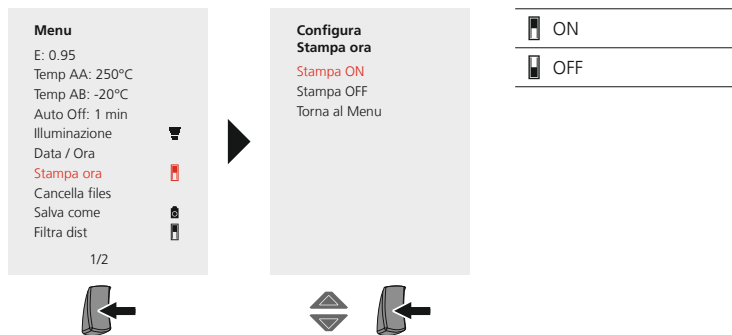 Menu
E: 0.95
Temp AA: 250°C
Temp AB: -20°C
Auto Off: 1 min
Illuminazione
Data / Ora
Stampa ora
Cancella files
Salva come
Filtra dist
1/2
Configura
Stampa ora
Stampa ON
Stampa OFF
Torna al Menu
ON
OFF